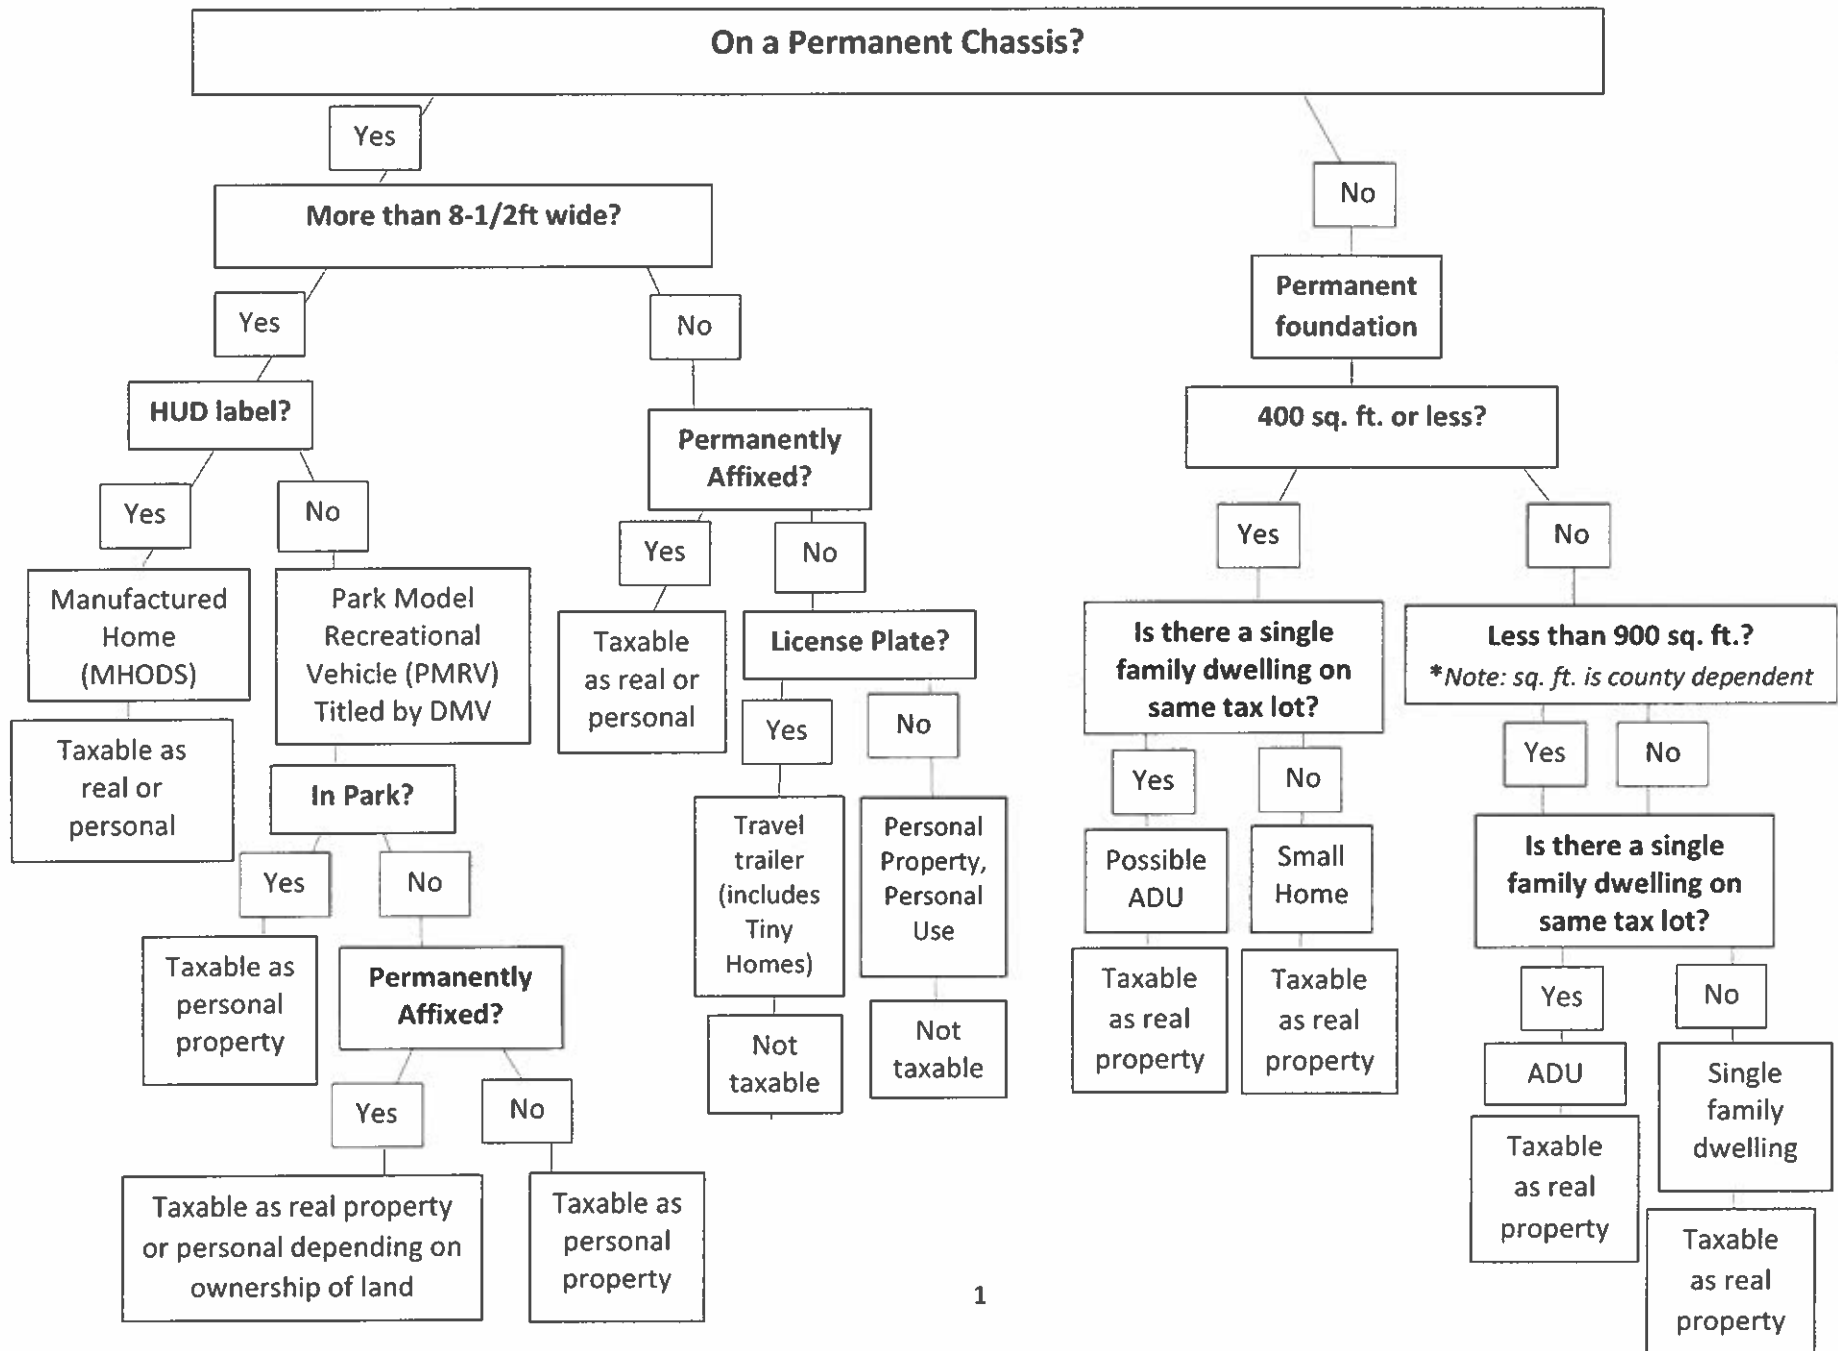 On a Permanent Chassis?
Yes
No
More than 8-1/2ft wide?
Yes
No
HUD label?
Yes
No
Manufactured
Home
(MHODS)
Taxable as
real or
personal
Park Model
Recreational
Vehicle (PMRV)
Titled by DMV
In Park?
Yes
No
Taxable as
personal
property
Permanently
Affixed?
Yes
No
Taxable as real property
or personal depending on
ownership of land
Taxable as
personal
property
Permanently
Affixed?
Yes
No
Taxable
as real or
personal
License Plate?
Yes
No
Travel
trailer
(includes
Tiny
Homes)
Not
taxable
Personal
Property,
Personal
Use
Not
taxable
Permanent
foundation
400 sq. ft. or less?
Yes
No
Is there a single
family dwelling on
same tax lot?
Yes
No
Possible
ADU
Taxable
as real
property
Small
Home
Taxable
as real
property
Less than 900 sq. ft.?
*Note: sq. ft. is county dependent
Yes
No
Is there a single
family dwelling on
same tax lot?
Yes
No
ADU
Taxable
as real
property
Single
family
dwelling
Taxable
as real
property
1